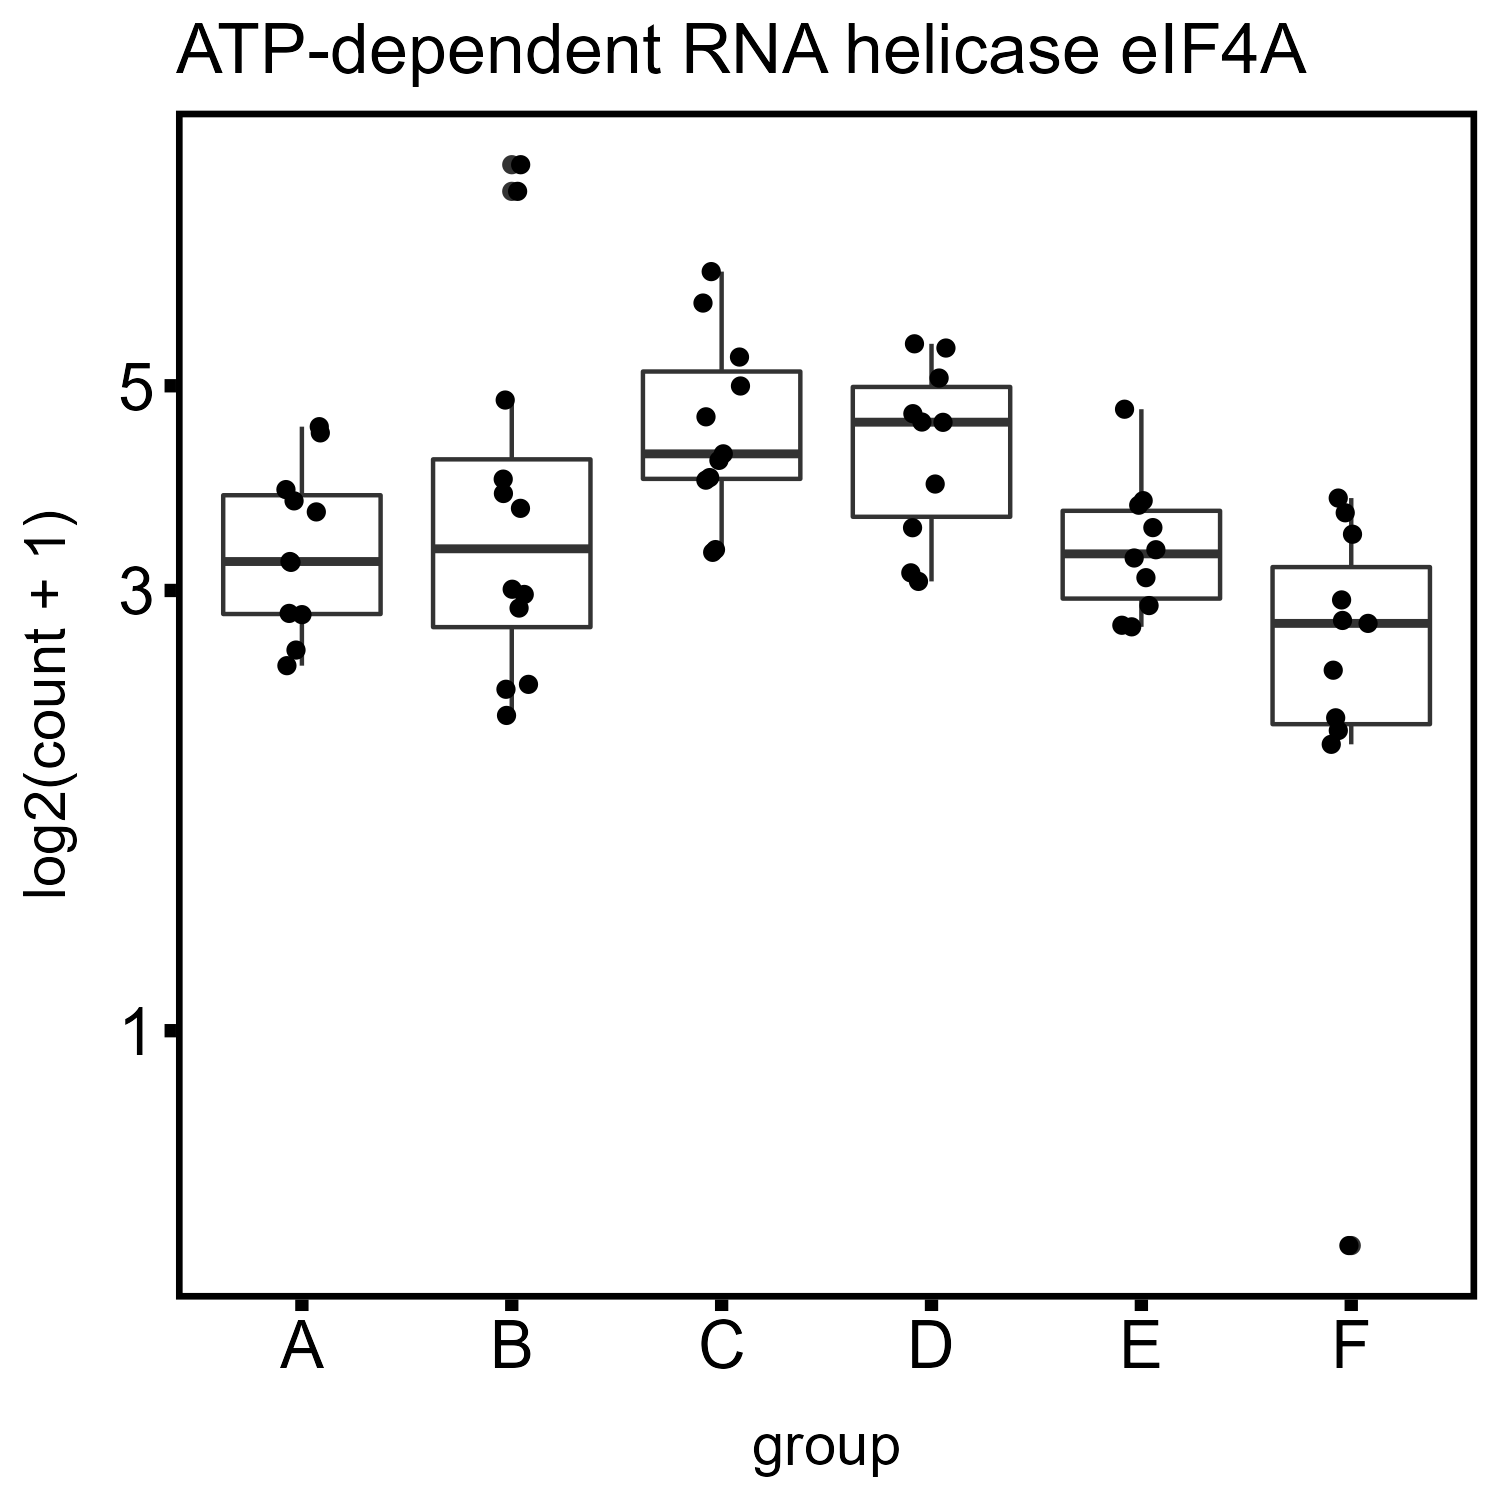 ATP-dependent RNA helicase eIF4A
log2(count + 1)
5
3
1
A B C D E F
group